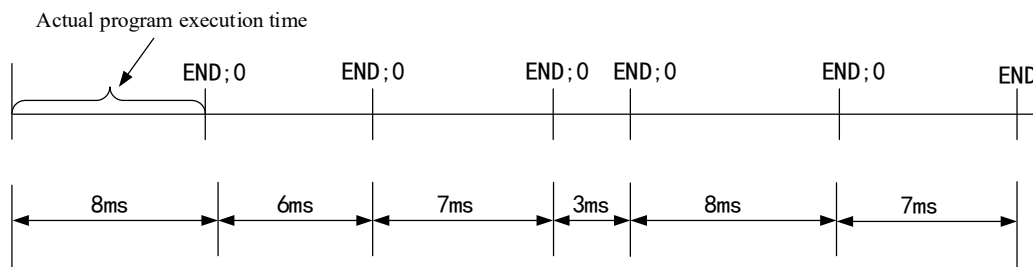 Actual program execution time
END;0 END;0 END;0 END;0 END;0 END
8ms 6ms 7ms 3ms 8ms 7ms